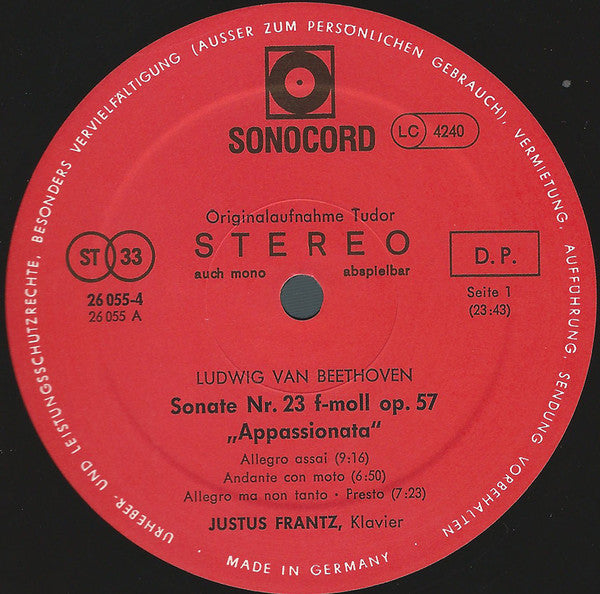 URHEBER- UND LEISTUNGSSCHUTZRECHTE, BESONDERS VERVIELFÄLTIGUNG (AUSSER ZUM PERSÖNLICHEN GEBRAUCH), VERMIETUNG, AUFFÜHRUNG, SENDUNG VORBEHALTEN
SONOCORD
LC 4240
Originalaufnahme Tudor
STEREO
auch mono abspielbar
ST 33
D.P.
26 055-4
26 055 A
Seite 1
(23:43)
LUDWIG VAN BEETHOVEN
Sonate Nr. 23 f-moll op. 57
„Appassionata“
Allegro assai (9:16)
Andante con moto (6:50)
Allegro ma non tanto · Presto (7:23)
JUSTUS FRANTZ, Klavier
MADE IN GERMANY